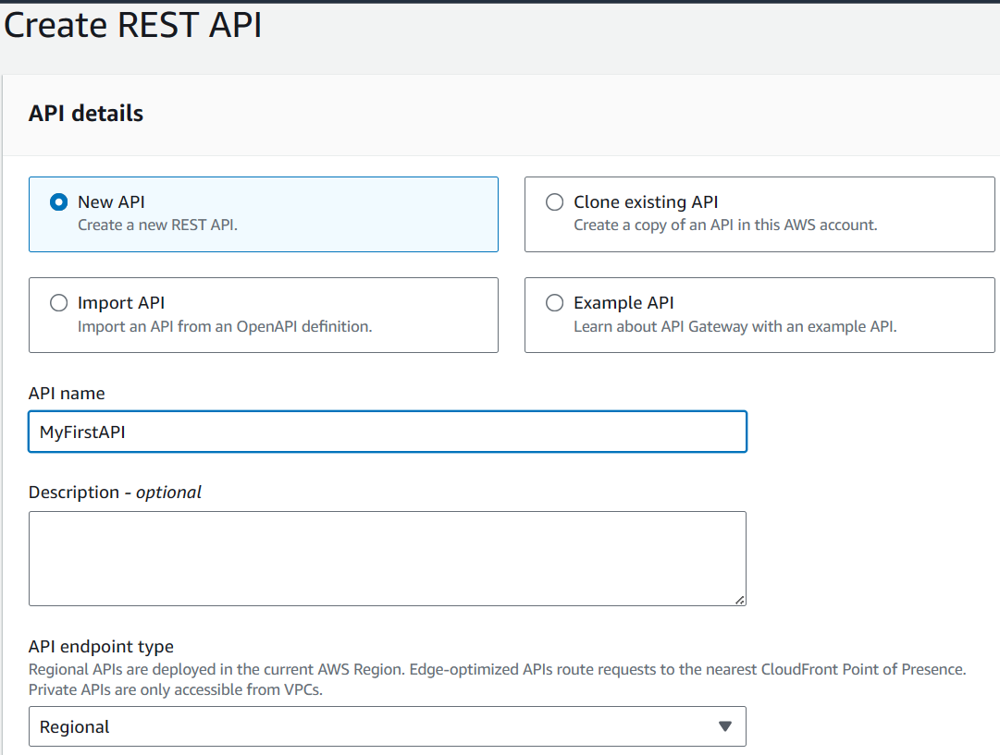 Create REST API
API details
New API
Create a new REST API.
Clone existing API
Create a copy of an API in this AWS account.
Import API
Import an API from an OpenAPI definition.
Example API
Learn about API Gateway with an example API.
API name
MyFirstAPI
Description - optional
API endpoint type
Regional APIs are deployed in the current AWS Region. Edge-optimized APIs route requests to the nearest CloudFront Point of Presence.
Private APIs are only accessible from VPCs.
Regional